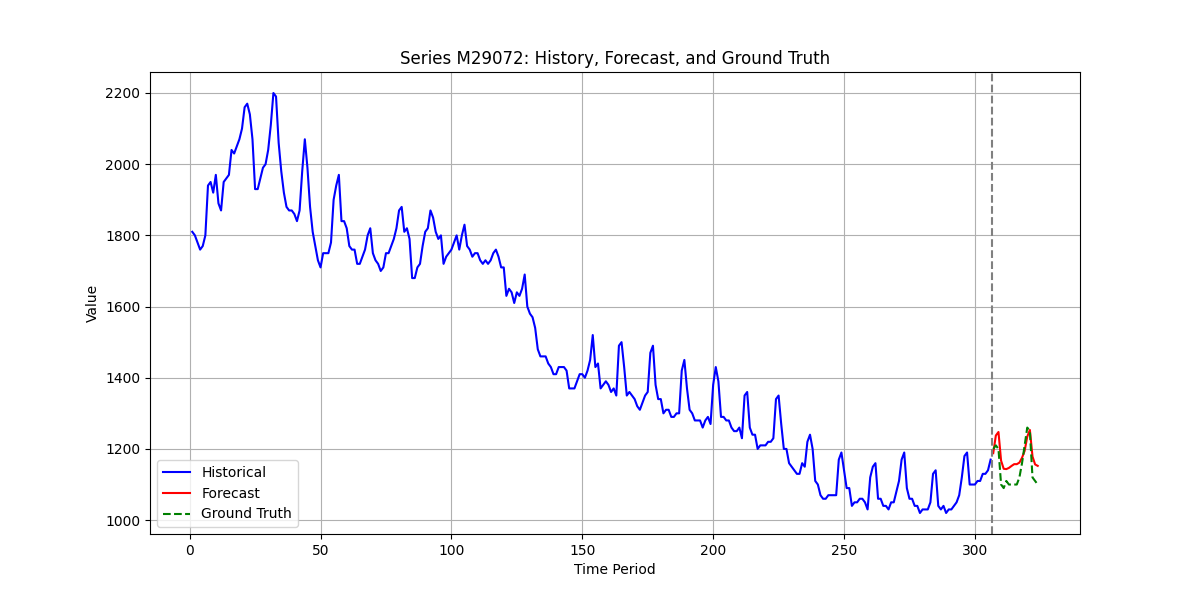 Series M29072: History, Forecast, and Ground Truth
Value
2200
2000
1800
1600
1400
1200
1000
Historical
Forecast
Ground Truth
0 50 100 150 200 250 300
Time Period